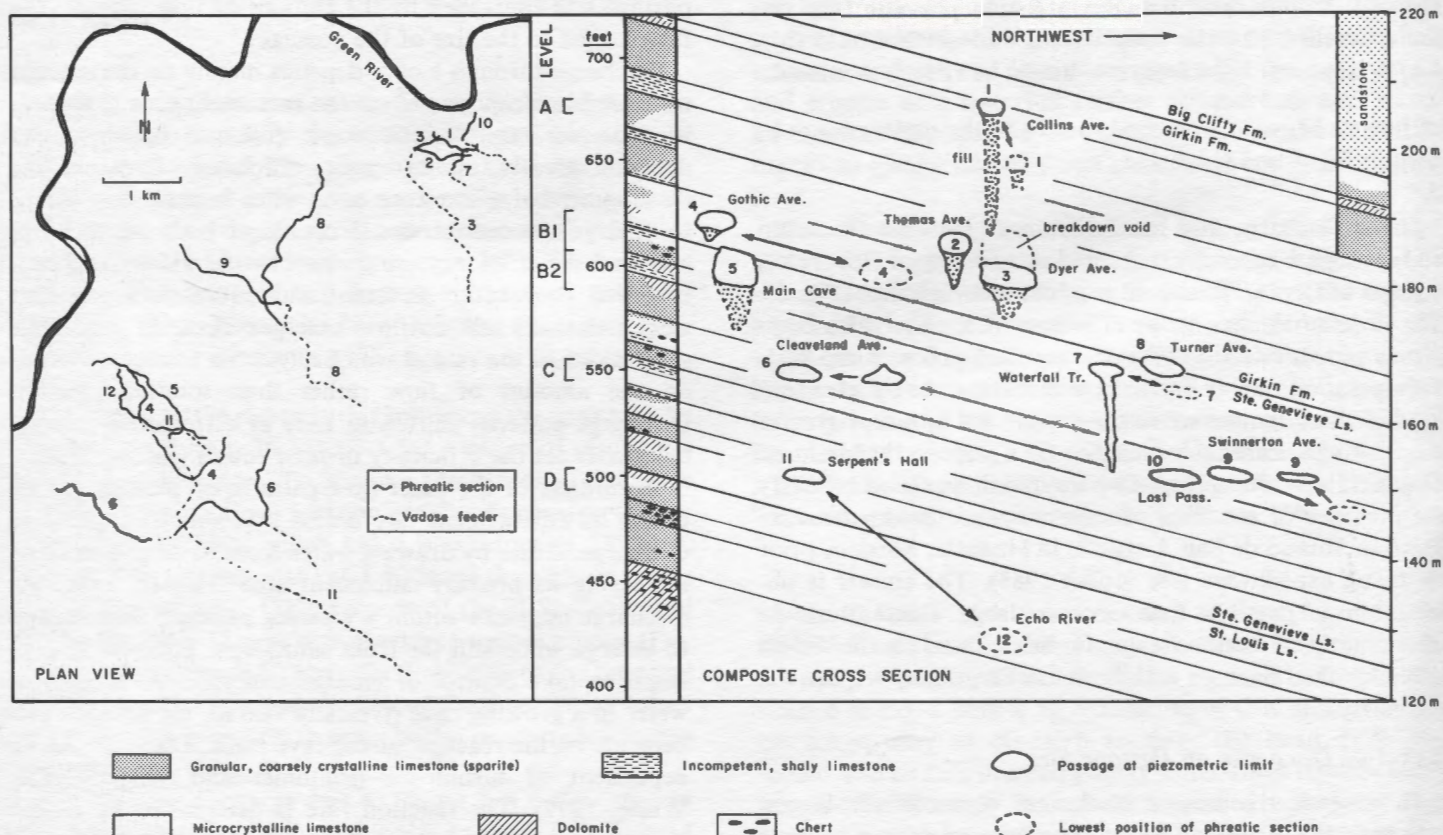 Green River
N
1 km
3
1
10
2
7
3
8
9
8
12
5
4
11
4
6
6
11
Phreatic section
Vadose feeder
PLAN VIEW
LEVEL
A
B1
B2
C
D
feet
700
650
600
550
500
450
400
NORTHWEST
1
Collins Ave.
fill
1
Big Clifty Fm.
Girkin Fm.
sandstone
4
Gothic Ave.
Thomas Ave.
breakdown void
5
4
2
3
Dyer Ave.
Main Cave
Cleaveland Ave.
6
7
8
Turner Ave.
Waterfall Tr.
7
Girkin Fm.
Ste. Genevieve Ls.
11
Serpent's Hall
Swinnerton Ave.
10
9
9
Lost Pass.
Echo River
12
Ste. Genevieve Ls.
St. Louis Ls.
COMPOSITE CROSS SECTION
220 m
200 m
180 m
160 m
140 m
120 m
Granular, coarsely crystalline limestone (sparite)
Incompetent, shaly limestone
Passage at piezometric limit
Microcrystalline limestone
Dolomite
Chert
Lowest position of phreatic section